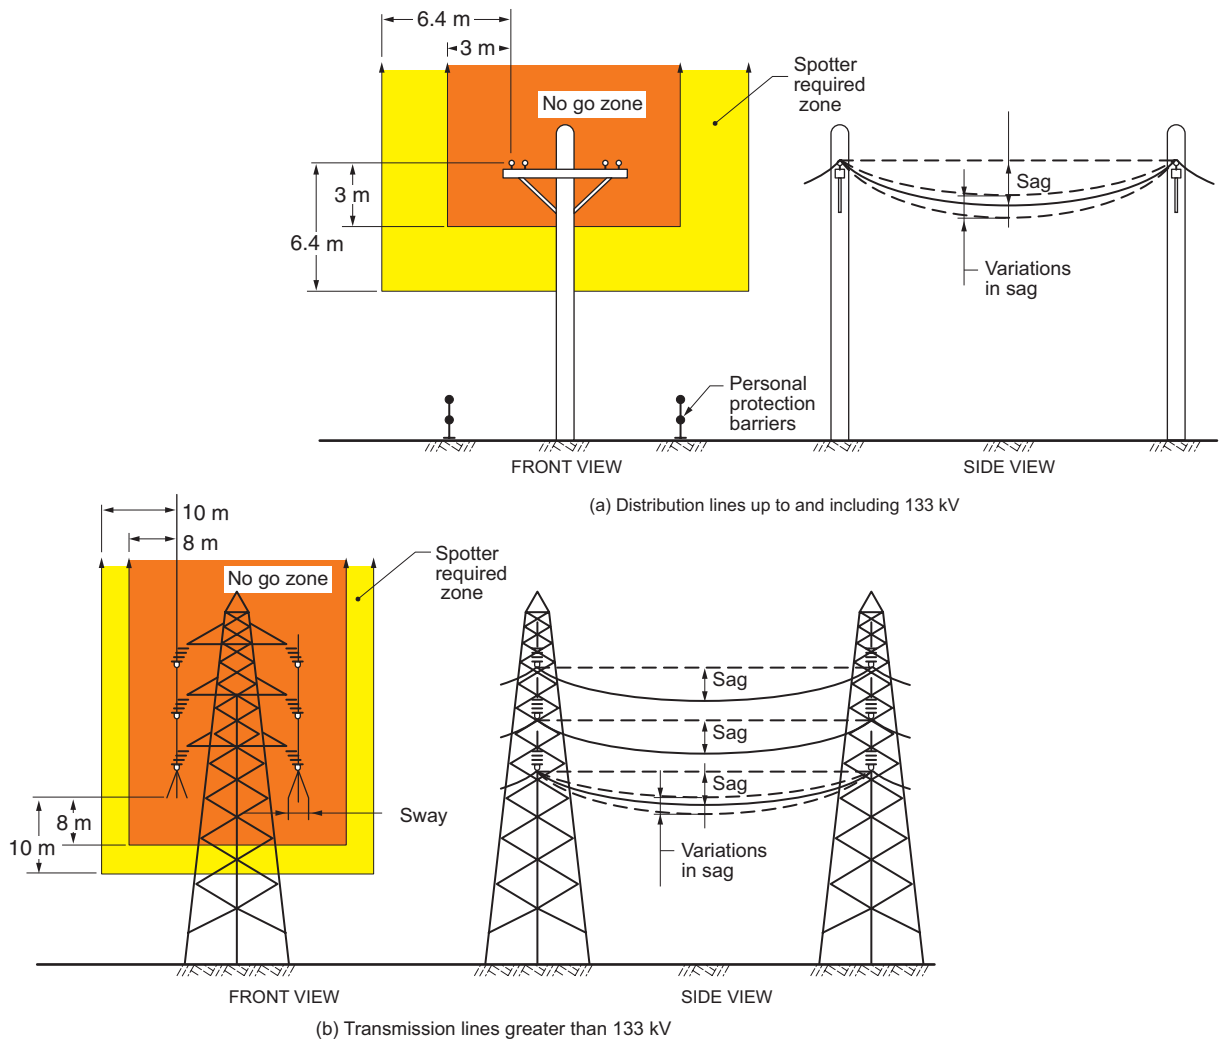 6.4 m
3 m
Spotter
required
zone
No go zone
3 m
6.4 m
Sag
Variations
in sag
Personal
protection
barriers
FRONT VIEW
SIDE VIEW
(a) Distribution lines up to and including 133 kV
10 m
8 m
Spotter
required
zone
No go zone
Sag
Sag
Sag
8 m
10 m
Sway
Variations
in sag
FRONT VIEW
SIDE VIEW
(b) Transmission lines greater than 133 kV